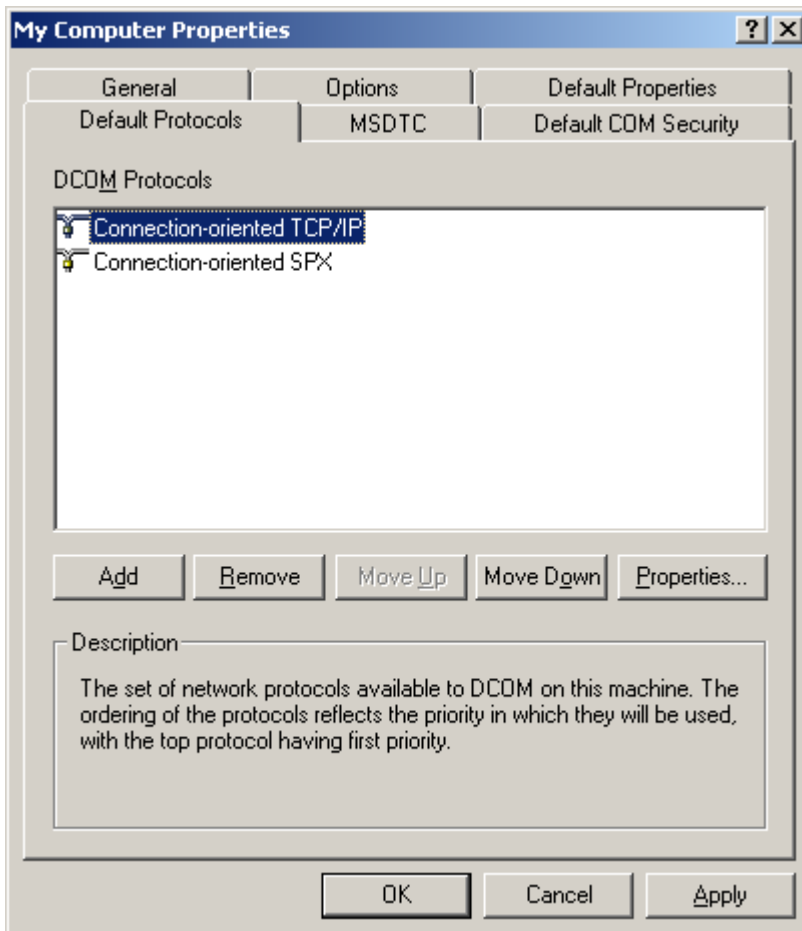 My Computer Properties
General Options Default Properties
Default Protocols MSDTC Default COM Security
DCOM Protocols
Connection-oriented TCP/IP
Connection-oriented SPX
Add Remove Move Up Move Down Properties...
Description
The set of network protocols available to DCOM on this machine. The
ordering of the protocols reflects the priority in which they will be used,
with the top protocol having first priority.
OK Cancel Apply